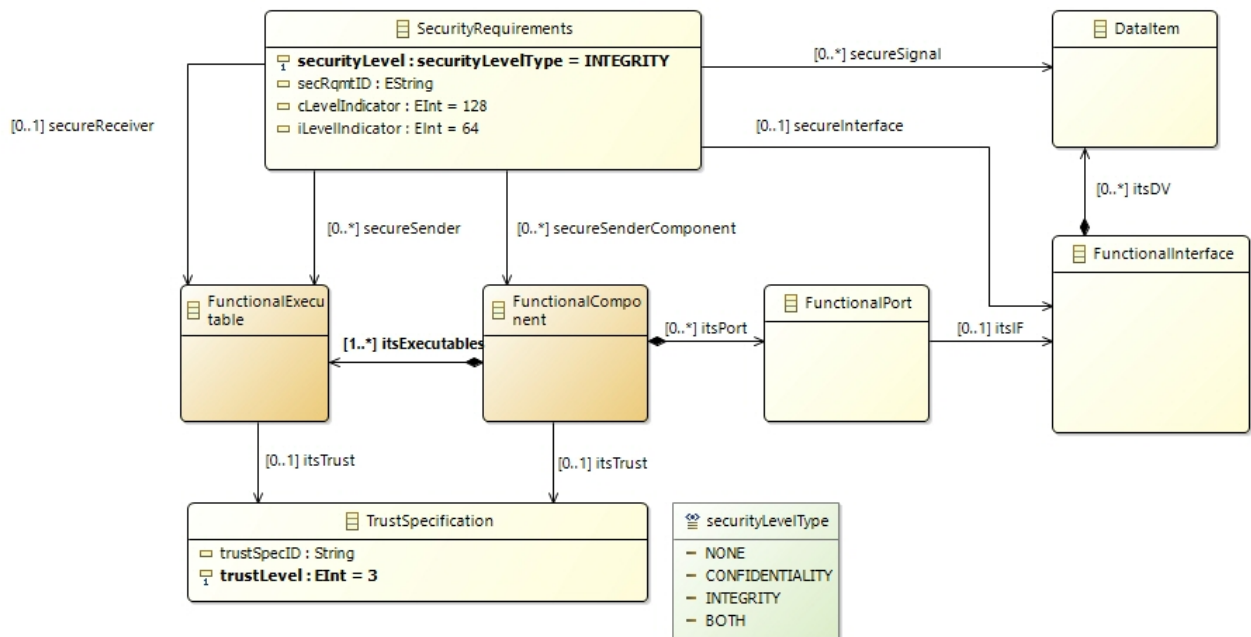 SecurityRequirements
securityLevel : securityLevelType = INTEGRITY
secRqmtID : EString
cLevelIndicator : EInt = 128
iLevelIndicator : EInt = 64
DataItem
[0..*] secureSignal
[0..1] secureReceiver
[0..1] secureInterface
[0..*] itsDV
[0..*] secureSender
[0..*] secureSenderComponent
FunctionalInterface
FunctionalExecu
table
FunctionalCompo
nent
FunctionalPort
[1..*] itsExecutables
[0..*] itsPort
[0..1] itsIF
[0..1] itsTrust
[0..1] itsTrust
TrustSpecification
trustSpecID : String
1 trustLevel : EInt = 3
securityLevelType
NONE
CONFIDENTIALITY
INTEGRITY
BOTH